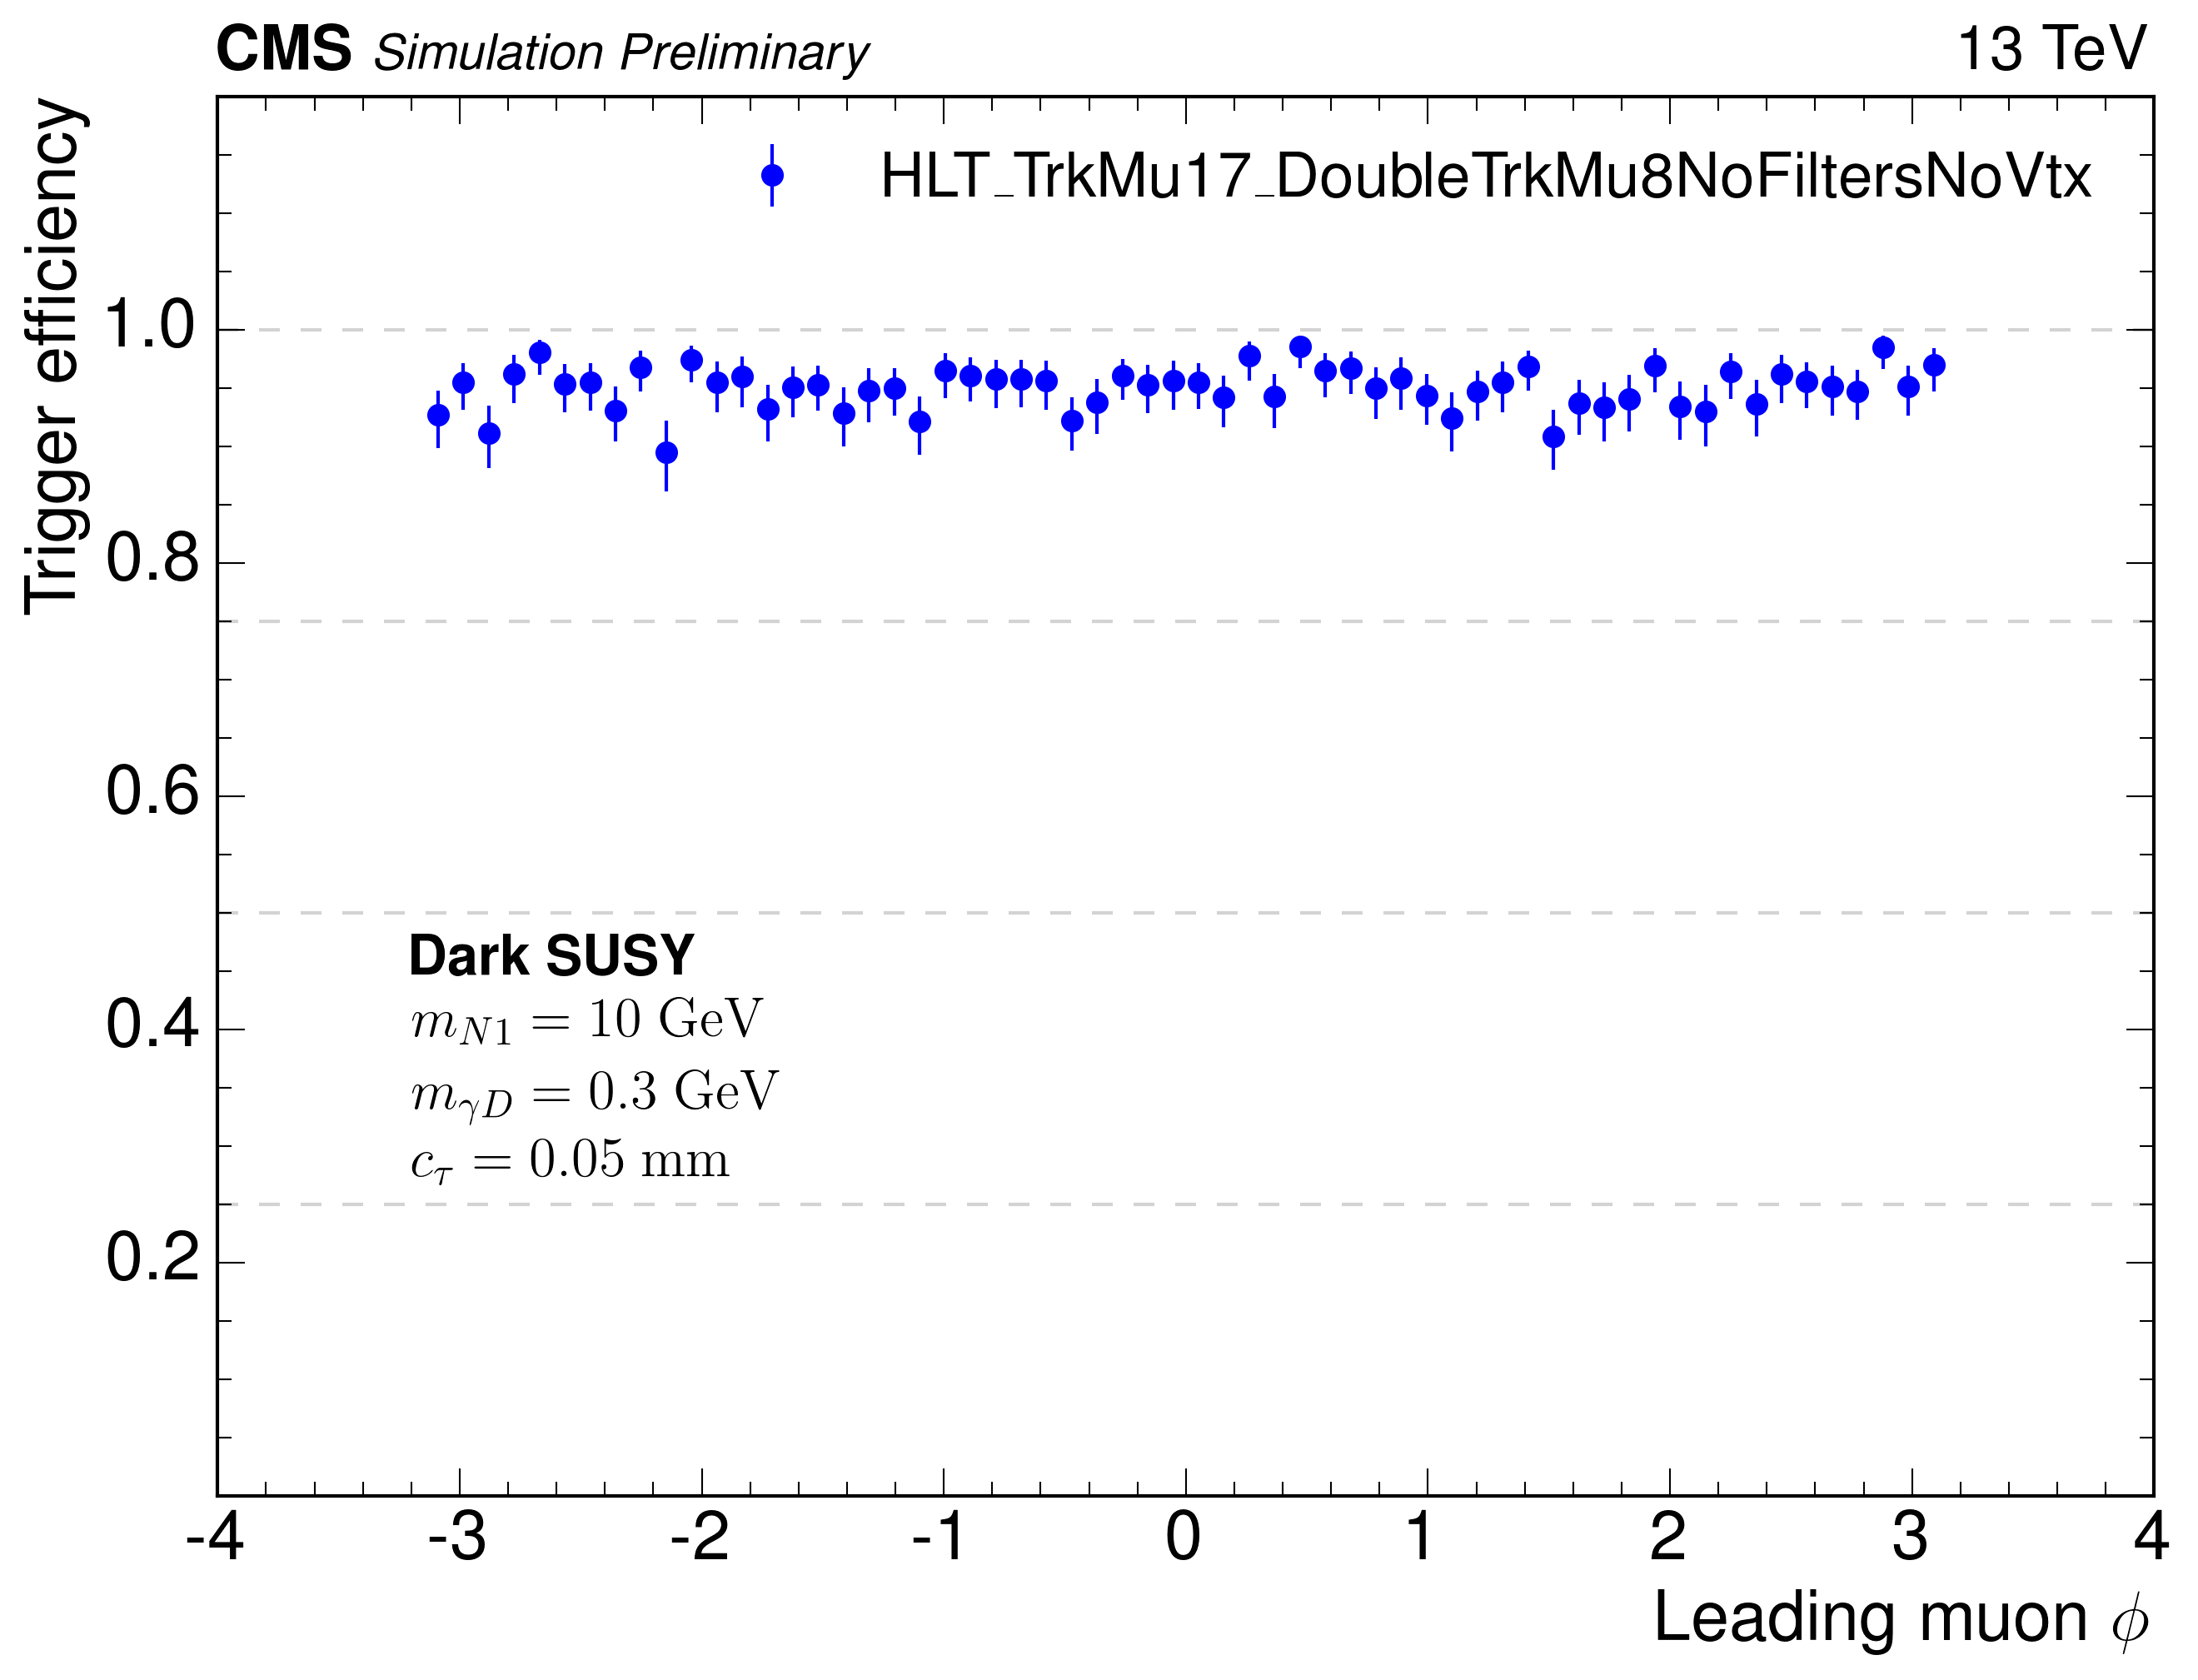 CMS Simulation Preliminary 13 TeV
Trigger efficiency
HLT_TrkMu17_DoubleTrkMu8NoFiltersNoVtx
1.0
0.8
0.6
0.4
0.2
Dark SUSY
m_{N1} = 10 GeV
m_{γD} = 0.3 GeV
c_τ = 0.05 mm
-4 -3 -2 -1 0 1 2 3 4
Leading muon ϕ